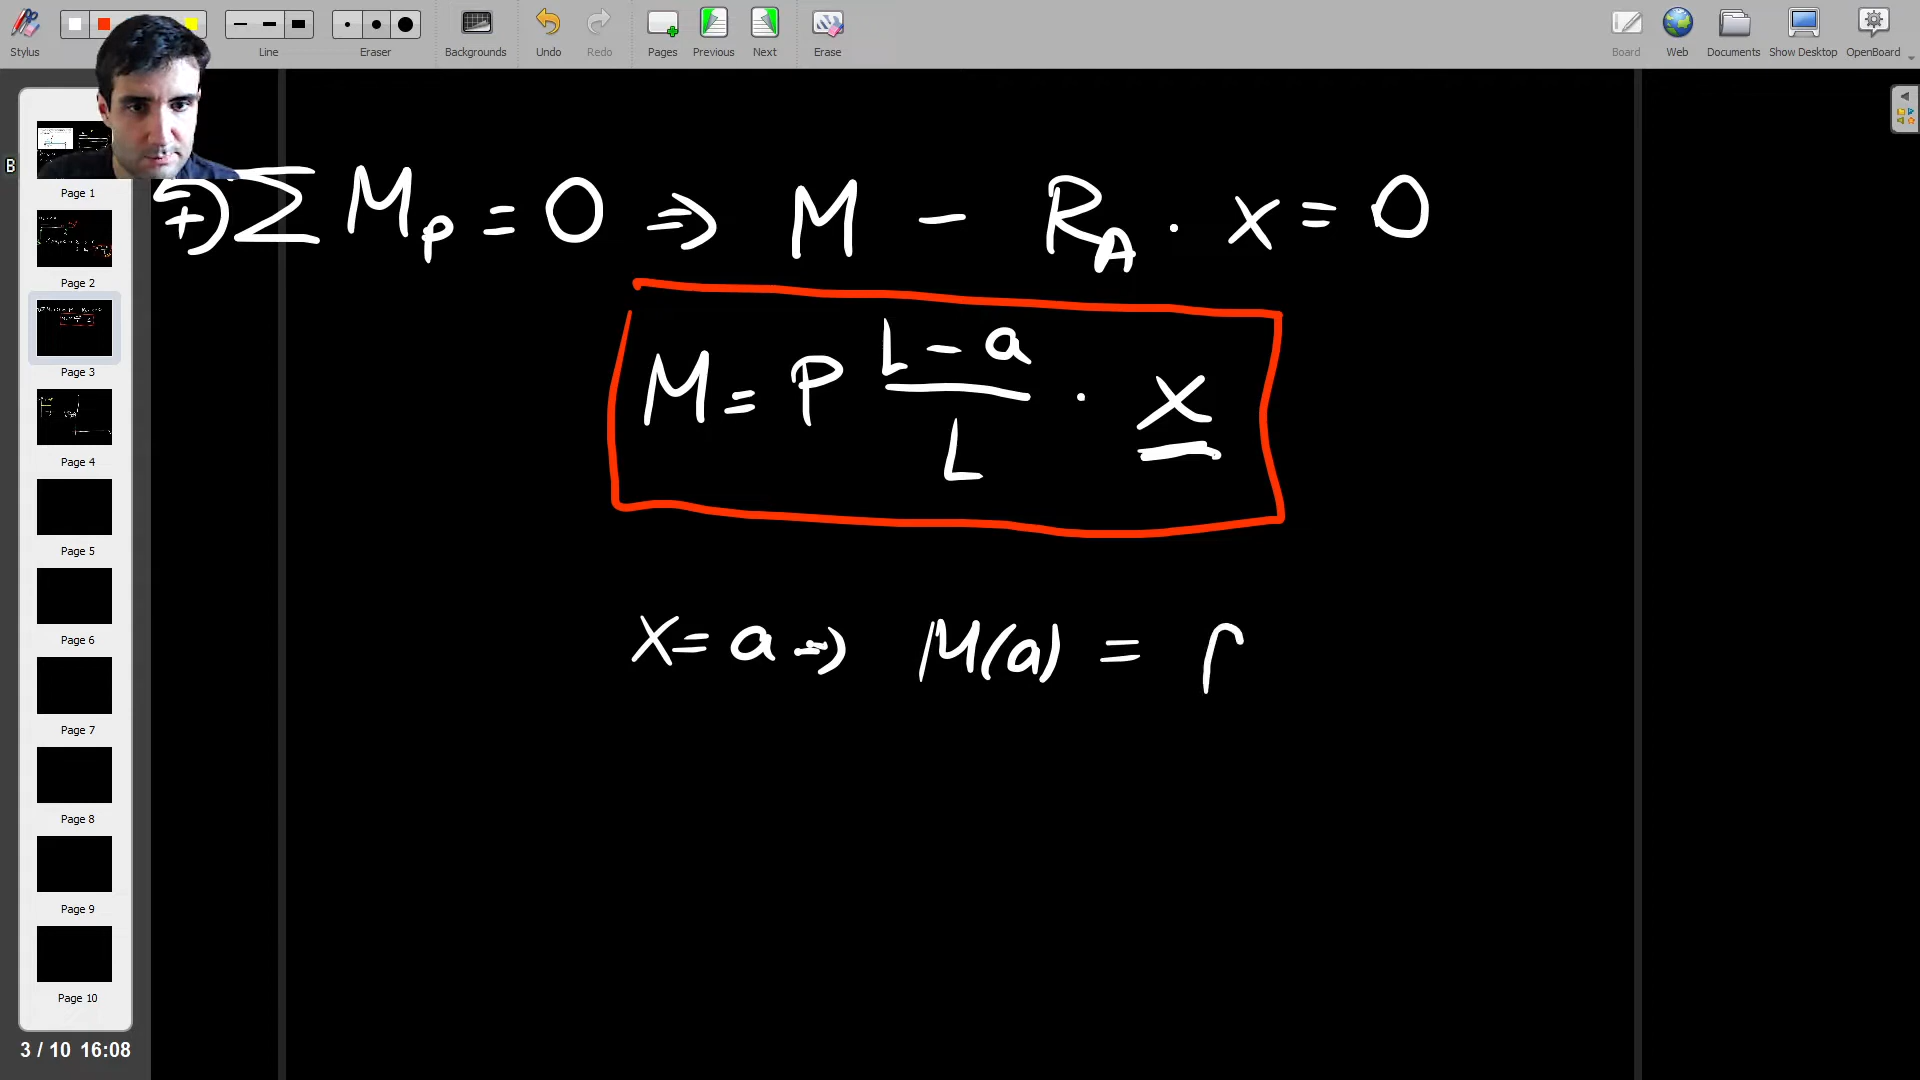 Stylus
Line
Eraser
Backgrounds
Undo
Redo
Pages
Previous
Next
Erase
Board
Web
Documents
Show Desktop
OpenBoard
B
Page 1
Page 2
Page 3
Page 4
Page 5
Page 6
Page 7
Page 8
Page 9
Page 10
3 / 10 16:08
+) ∑ M_P = 0 ⇒ M - R_A · x = 0
M = P (L - a)/L · x
x = a ⇒ M(a) =